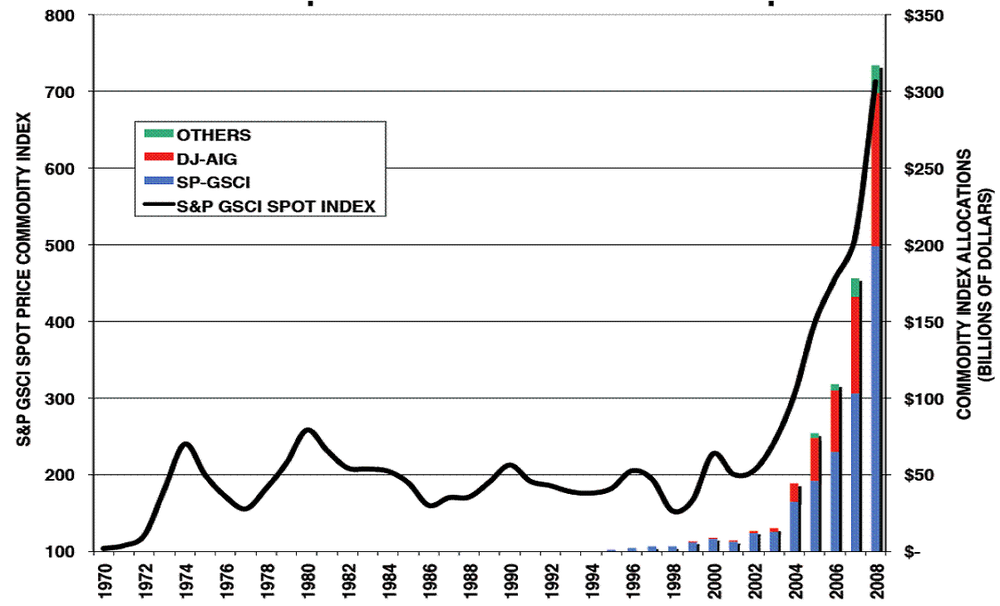 800
700
600
500
400
300
200
100
S&P GSCI SPOT PRICE COMMODITY INDEX
OTHERS
DJ-AIG
SP-GSCI
S&P GSCI SPOT INDEX
$350
$300
$250
$200
$150
$100
$50
$-
COMMODITY INDEX ALLOCATIONS
(BILLIONS OF DOLLARS)
1970 1972 1974 1976 1978 1980 1982 1984 1986 1988 1990 1992 1994 1996 1998 2000 2002 2004 2006 2008